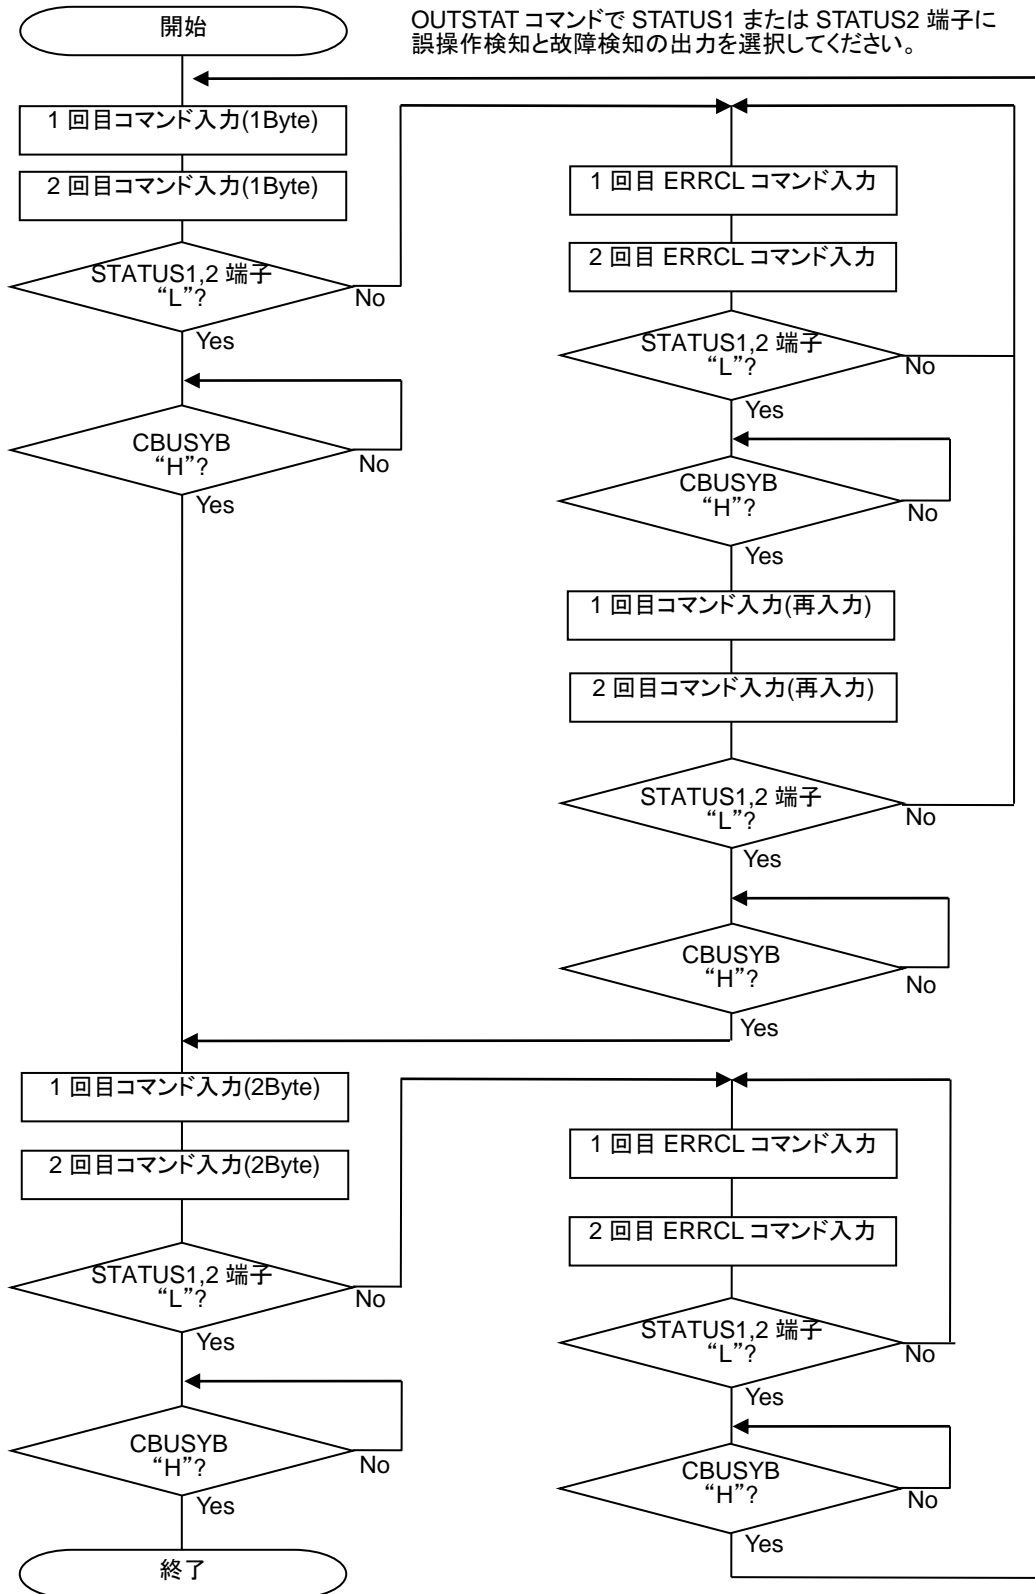 開始
OUTSTAT コマンドで STATUS1 または STATUS2 端子に
誤操作検知と故障検知の出力を選択してください。
1 回目コマンド入力(1Byte)
2 回目コマンド入力(1Byte)
STATUS1,2 端子
“L”?
No
Yes
CBUSYB
“H”?
No
Yes
1 回目 ERRCL コマンド入力
2 回目 ERRCL コマンド入力
STATUS1,2 端子
“L”?
No
Yes
CBUSYB
“H”?
No
Yes
1 回目コマンド入力(再入力)
2 回目コマンド入力(再入力)
STATUS1,2 端子
“L”?
No
Yes
CBUSYB
“H”?
No
Yes
1 回目コマンド入力(2Byte)
2 回目コマンド入力(2Byte)
STATUS1,2 端子
“L”?
No
Yes
CBUSYB
“H”?
No
Yes
終了
1 回目 ERRCL コマンド入力
2 回目 ERRCL コマンド入力
STATUS1,2 端子
“L”?
No
Yes
CBUSYB
“H”?
No
Yes